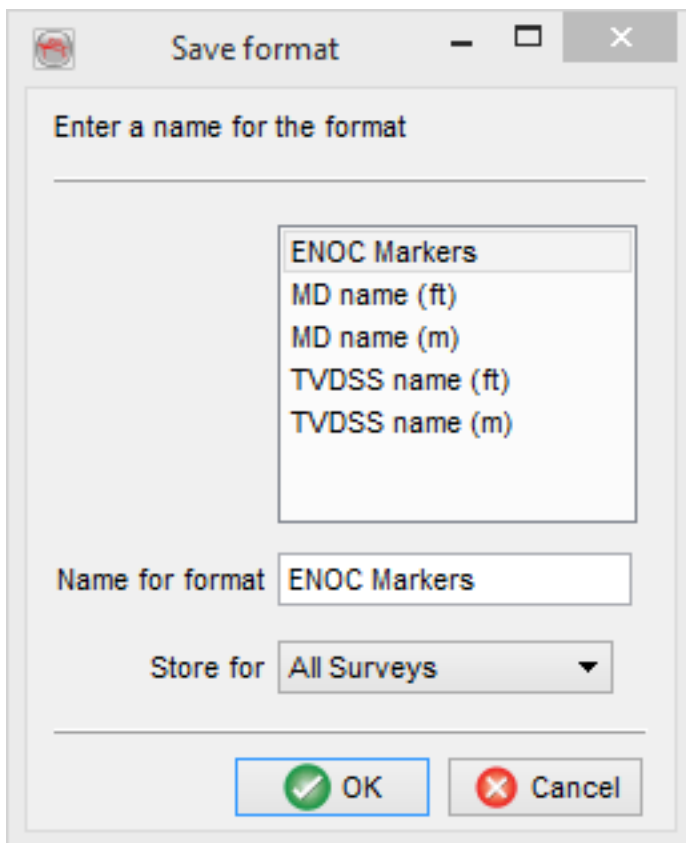 Save format
Enter a name for the format
ENOC Markers
MD name (ft)
MD name (m)
TVDSS name (ft)
TVDSS name (m)
Name for format ENOC Markers
Store for All Surveys
OK Cancel